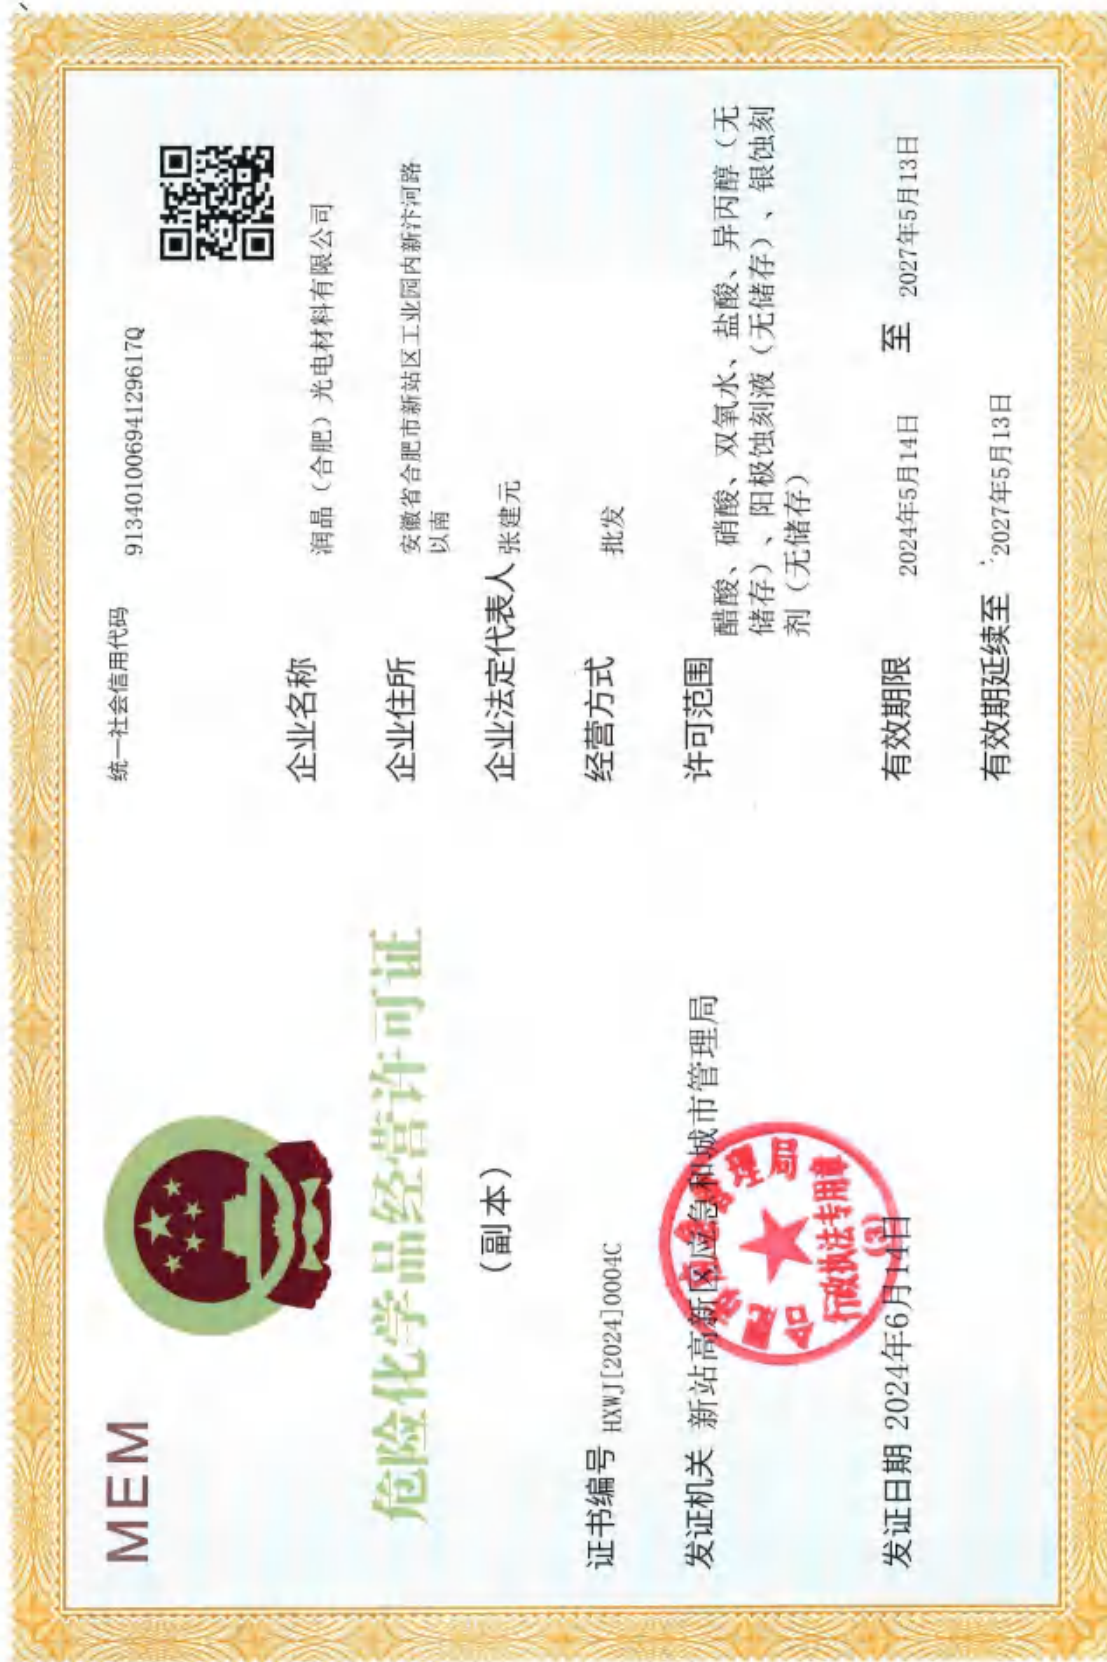 MEM
危险化学品经营许可证
（副本）
证书编号 HXWJ[2024]0004C
发证机关 新站高新区应急和城市管理局
发证日期 2024年6月14日
行政执法专用章
(3)
统一社会信用代码
91340100694129617Q
企业名称 润晶（合肥）光电材料有限公司
企业住所 安徽省合肥市新站区工业园内新汴河路
以南
企业法定代表人 张建元
经营方式 批发
许可范围 醋酸、硝酸、双氧水、盐酸、异丙醇（无
储存）、阳极蚀刻液（无储存）、银蚀刻
剂（无储存）
有效期限 2024年5月14日 至 2027年5月13日
有效期延续至 2027年5月13日